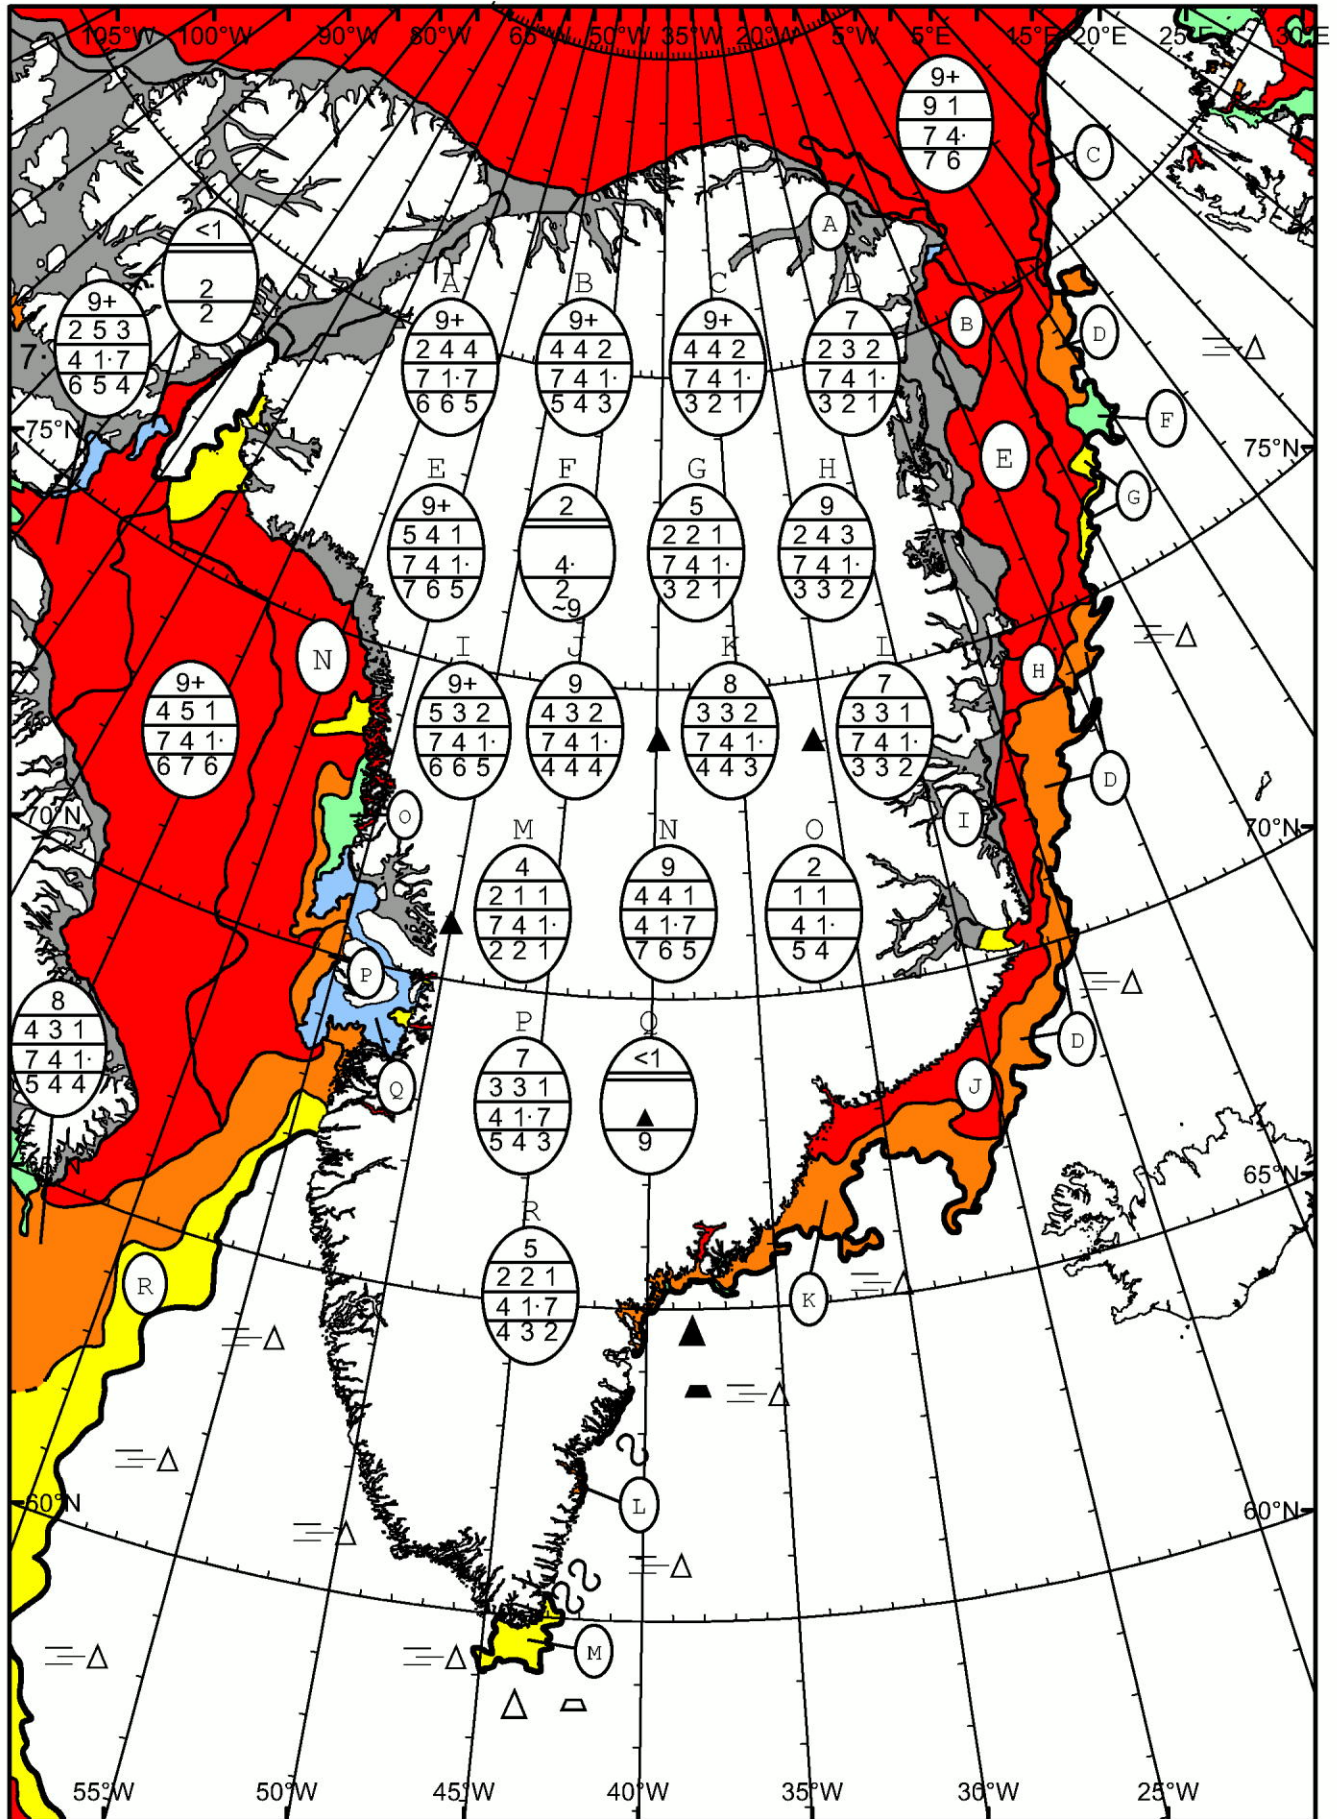 105°W 100°W 90°W 80°W 65°W 50°W 35°W 20°W 5°W 5°E 15°E 20°E 25° 30°E
9+
9 1
7 4·
7 6
C
<1
2
2
A
9+
2 5 3
4 1·7
6 5 4
7·
A B C D
9+ 9+ 9+ 7
2 4 4 4 4 2 4 4 2 2 3 2
7 1·7 7 4 1· 7 4 1· 7 4 1·
6 6 5 5 4 3 3 2 1 3 2 1
B
D
75°N
F
75°N
E
E F G H
9+ 2 5 9
5 4 1 2 2 1 2 4 3
7 4 1· 4· 7 4 1· 7 4 1·
7 6 5 2 3 2 1 3 3 2
~9
G
N
H
I J K L
9+ 9 8 7
5 3 2 4 3 2 3 3 2 3 3 1
7 4 1· 7 4 1· 7 4 1· 7 4 1·
6 6 5 4 4 4 4 4 3 3 3 2
9+
4 5 1
7 4 1·
6 7 6
D
70°N
O
I
70°N
M N O
4 9 2
2 1 1 4 4 1 1 1
7 4 1· 4 1·7 4 1·
2 2 1 7 6 5 5 4
P
8
4 3 1
7 4 1·
5 4 4
D
P Q
7 <1
3 3 1
4 1·7
5 4 3 9
Q
J
65°N
65°N
R
5
2 2 1
4 1·7
4 3 2
R
K
60°N
L
60°N
M
55°W 50°W 45°W 40°W 35°W 30°W 25°W